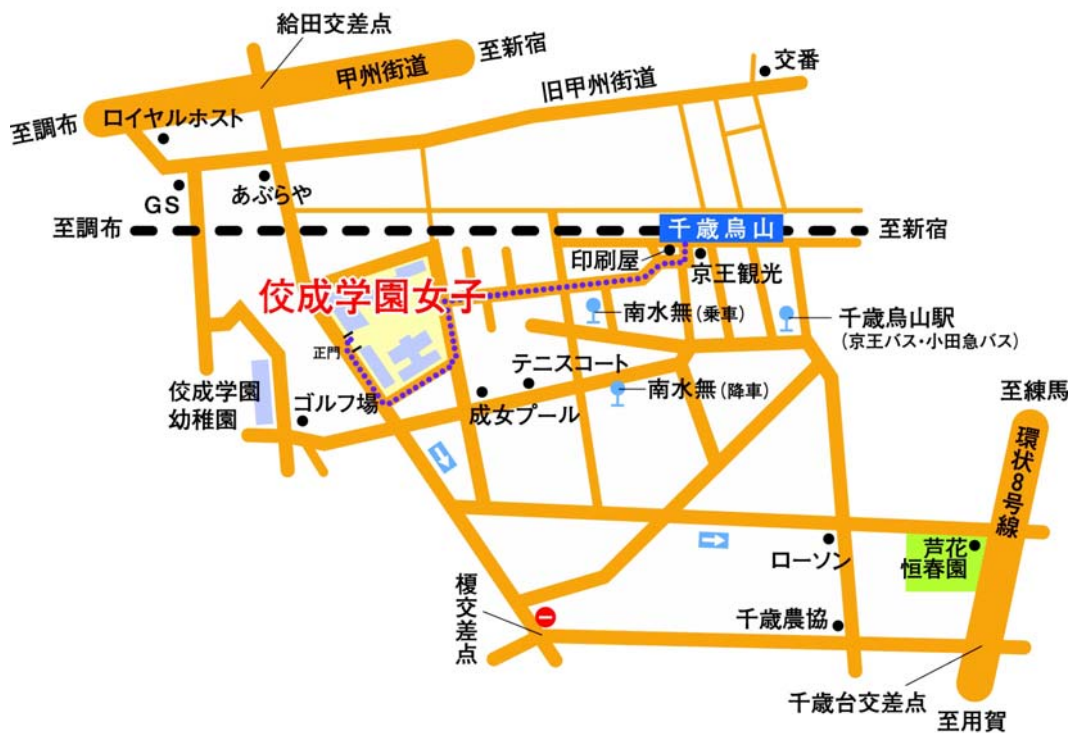 給田交差点
至新宿
甲州街道
交番
旧甲州街道
至調布
ロイヤルホスト
GS
あぶらや
至調布
千歳烏山
至新宿
印刷屋
京王観光
佼成学園女子
南水無(乗車)
千歳烏山駅
(京王バス・小田急バス)
正門
テニスコート
佼成学園
幼稚園
ゴルフ場
成女プール
南水無(降車)
至練馬
環状8号線
ローソン
芦花
恒春園
榎交差点
千歳農協
千歳台交差点
至用賀